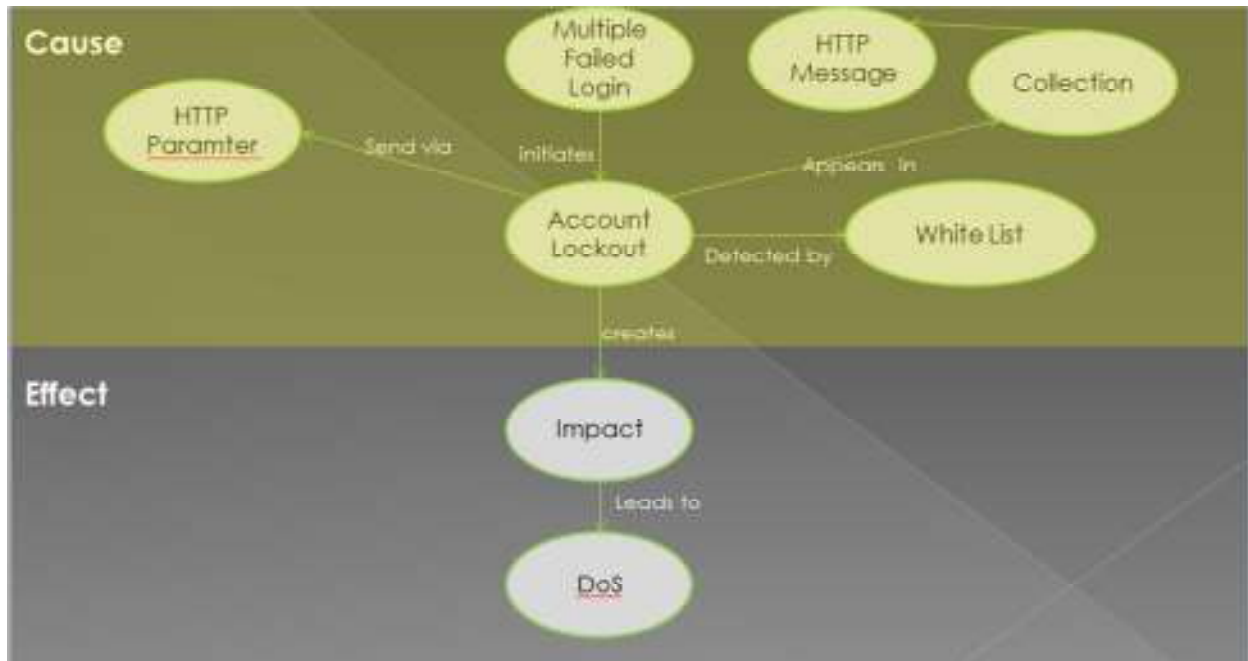 Cause
Multiple
Failed
Login
HTTP
Message
Collection
HTTP
Paramter
Send via
initiates
Appears in
Account
Lockout
White List
Detected by
creates
Effect
Impact
Leads to
DoS